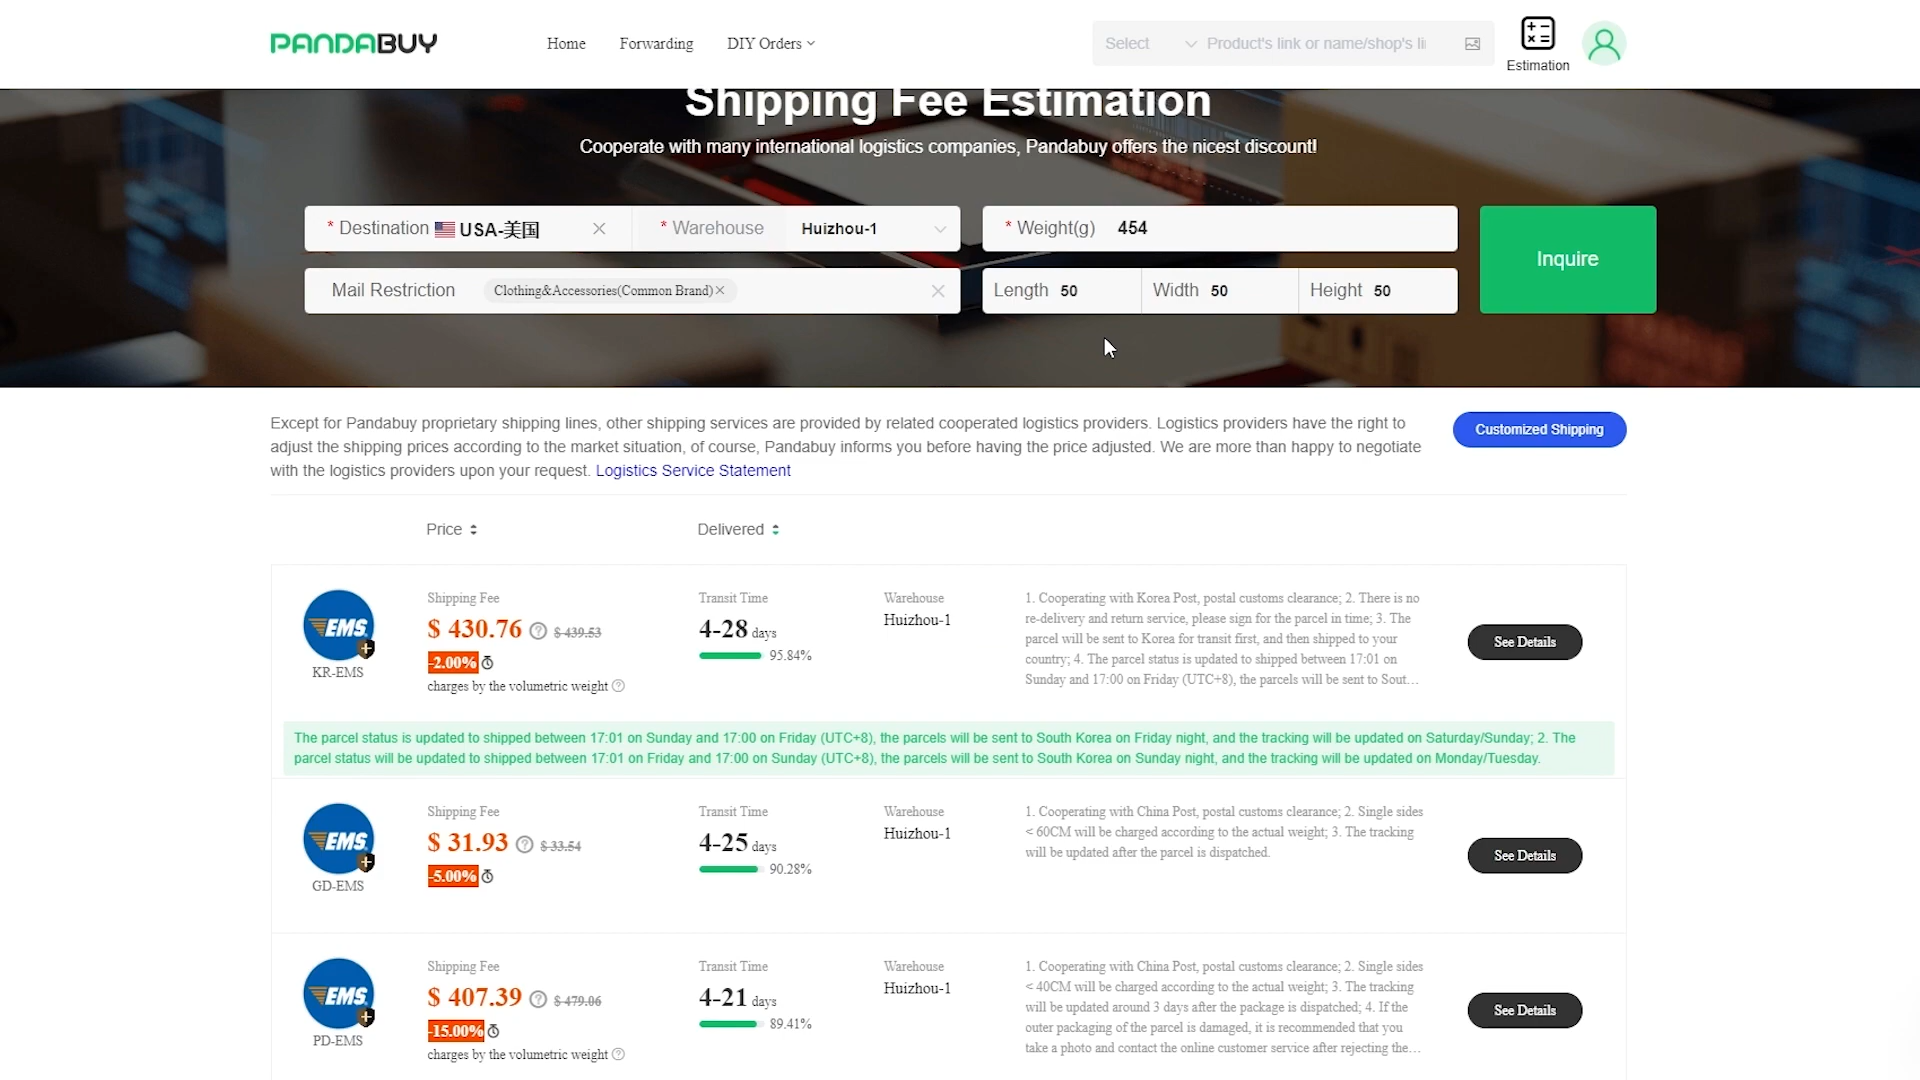 PANDABUY
Home
Forwarding
DIY Orders
Select
Product's link or name/shop's li
Estimation
Shipping Fee Estimation
Cooperate with many international logistics companies, Pandabuy offers the nicest discount!
* Destination USA-美国
* Warehouse Huizhou-1
* Weight(g) 454
Inquire
Mail Restriction Clothing&Accessories(Common Brand)
Length 50
Width 50
Height 50
Except for Pandabuy proprietary shipping lines, other shipping services are provided by related cooperated logistics providers. Logistics providers have the right to
adjust the shipping prices according to the market situation, of course, Pandabuy informs you before having the price adjusted. We are more than happy to negotiate
with the logistics providers upon your request. Logistics Service Statement
Customized Shipping
Price
Delivered
EMS
KR-EMS
Shipping Fee
$ 430.76 $ 439.53
-2.00%
charges by the volumetric weight
Transit Time
4-28 days
95.84%
Warehouse
Huizhou-1
1. Cooperating with Korea Post, postal customs clearance; 2. There is no
re-delivery and return service, please sign for the parcel in time; 3. The
parcel will be sent to Korea for transit first, and then shipped to your
country; 4. The parcel status is updated to shipped between 17:01 on
Sunday and 17:00 on Friday (UTC+8), the parcels will be sent to Sout…
See Details
The parcel status is updated to shipped between 17:01 on Sunday and 17:00 on Friday (UTC+8), the parcels will be sent to South Korea on Friday night, and the tracking will be updated on Saturday/Sunday; 2. The
parcel status will be updated to shipped between 17:01 on Friday and 17:00 on Sunday (UTC+8), the parcels will be sent to South Korea on Sunday night, and the tracking will be updated on Monday/Tuesday.
EMS
GD-EMS
Shipping Fee
$ 31.93 $ 33.54
-5.00%
Transit Time
4-25 days
90.28%
Warehouse
Huizhou-1
1. Cooperating with China Post, postal customs clearance; 2. Single sides
< 60CM will be charged according to the actual weight; 3. The tracking
will be updated after the parcel is dispatched.
See Details
EMS
PD-EMS
Shipping Fee
$ 407.39 $ 479.06
-15.00%
charges by the volumetric weight
Transit Time
4-21 days
89.41%
Warehouse
Huizhou-1
1. Cooperating with China Post, postal customs clearance; 2. Single sides
< 40CM will be charged according to the actual weight; 3. The tracking
will be updated around 3 days after the package is dispatched; 4. If the
outer packaging of the parcel is damaged, it is recommended that you
take a photo and contact the online customer service after rejecting the…
See Details